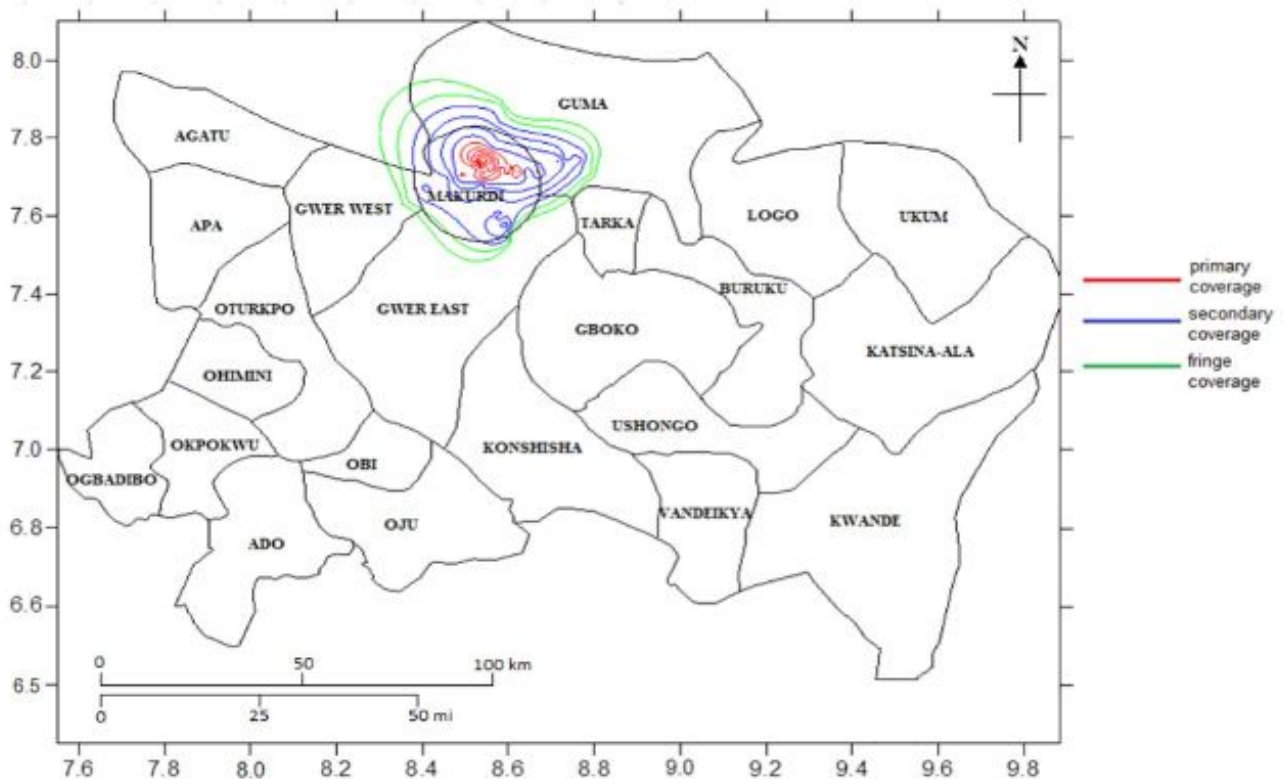 N
8.0
7.8
7.6
7.4
7.2
7.0
6.8
6.6
6.5
GUMA
AGATU
MAKURDI
GWER WEST
APA
TARKA
LOGO
UKUM
BURUKU
OTURKPO
GWER EAST
GBOKO
KATSINA-ALA
OHIMINI
USHONGO
OKPOKWU
KONSHISHA
OBI
OGBADIBO
VANDEIKYA
KWANDE
OJU
ADO
primary
coverage
secondary
coverage
fringe
coverage
0 50 100 km
0 25 50 mi
7.6 7.8 8.0 8.2 8.4 8.6 8.8 9.0 9.2 9.4 9.6 9.8